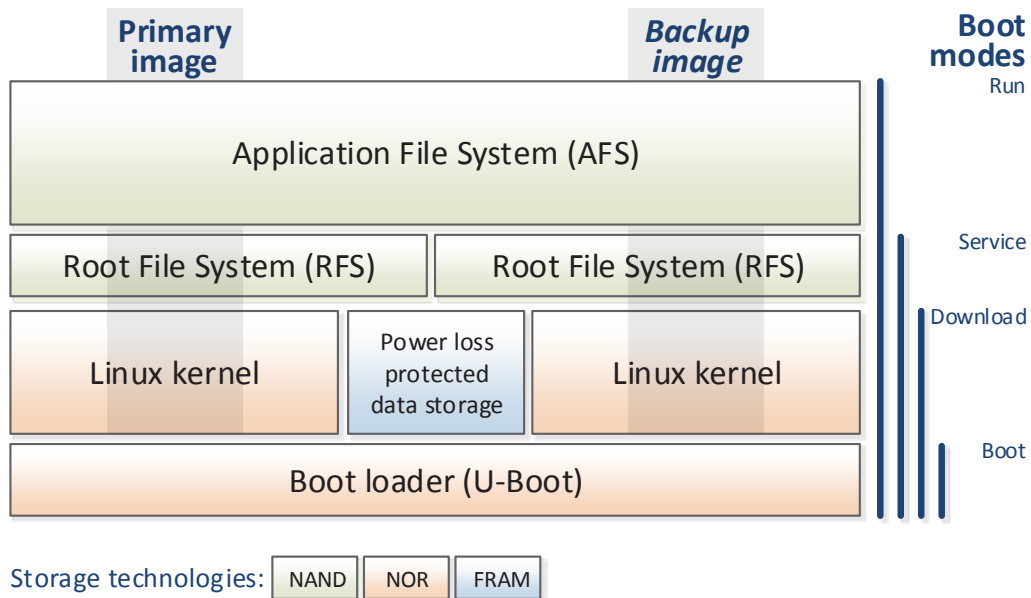 Primary
image
Backup
image
Boot
modes
Run
Application File System (AFS)
Service
Root File System (RFS)
Root File System (RFS)
Download
Linux kernel
Power loss
protected
data storage
Linux kernel
Boot
Boot loader (U-Boot)
Storage technologies: NAND NOR FRAM